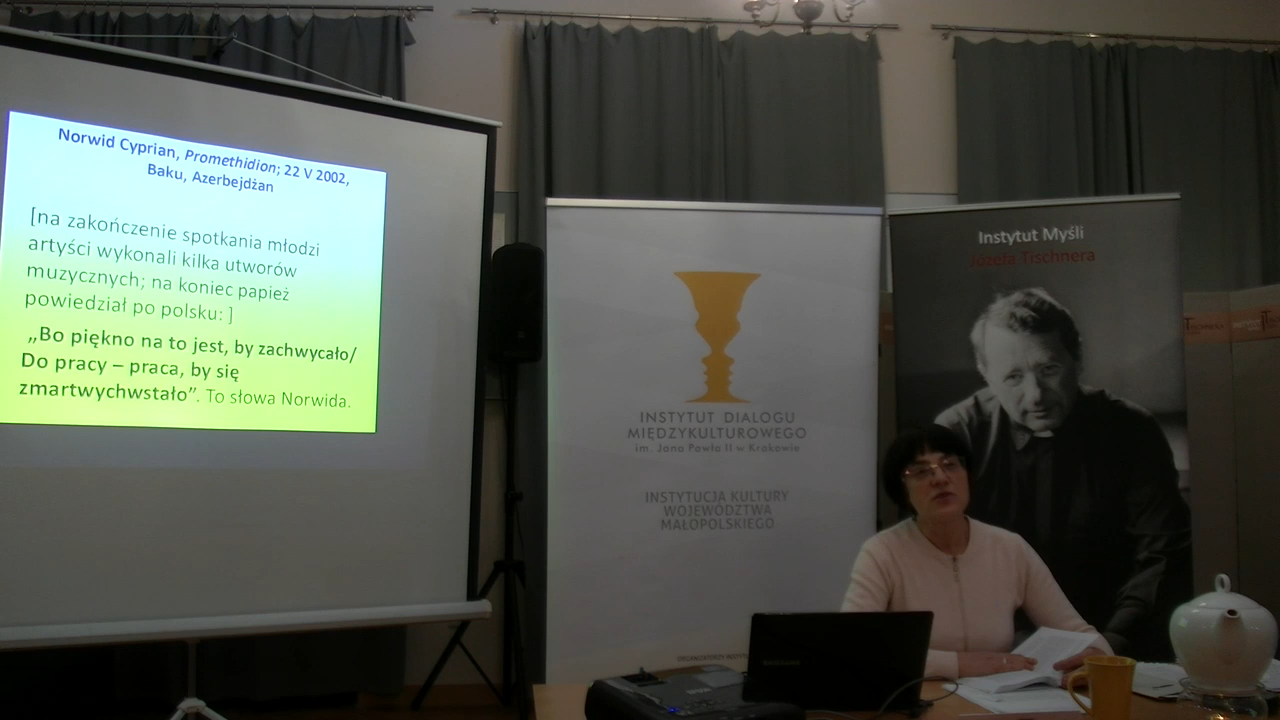 Norwid Cyprian, Promethidion; 22 V 2002,
Baku, Azerbejdżan
[na zakończenie spotkania młodzi
artyści wykonali kilka utworów
muzycznych; na koniec papież
powiedział po polsku: ]
„Bo piękno na to jest, by zachwycało/
Do pracy – praca, by się
zmartwychwstało”. To słowa Norwida.
INSTYTUT DIALOGU
MIĘDZYKULTUROWEGO
im. Jana Pawła II w Krakowie
INSTYTUCJA KULTURY
WOJEWÓDZTWA
MAŁOPOLSKIEGO
Instytut Myśli
Józefa Tischnera